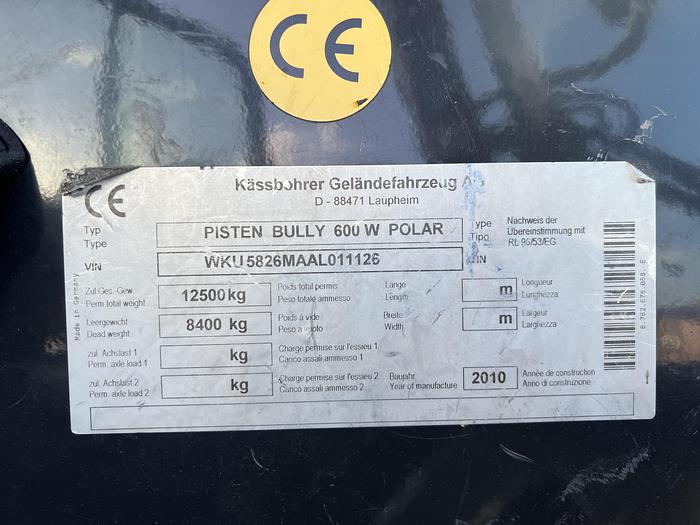 CE
CE
Kässbohrer Geländefahrzeug AG
D - 88471 Laupheim
Typ
Type
PISTEN BULLY 600 W POLAR
Type
Tipo
Nachweis der
Übereinstimmung mit
RL 96/53/EG
VIN
WKU5826MAAL011126
Zul.Ges.-Gew
Perm total weight
12500 kg
Poids total permis
Peso totale ammesso
Länge
Length
m
Longueur
Lunghezza
Leergewicht
Dead weight
8400 kg
Poids á vide
Peso a vuoto
Breite
Width
m
Largeur
Larghezza
zul. Achslast 1
Perm. axle load 1
kg
Charge permise sur l'essieu 1
Carico assali ammesso 1
zul. Achslast 2
Perm. axle load 2
kg
Charge permise sur l'essieu 2
Carico assali ammesso 2
Baujahr
Year of manufacture
2010
Année de construction
Anno di construzione
Made in Germany